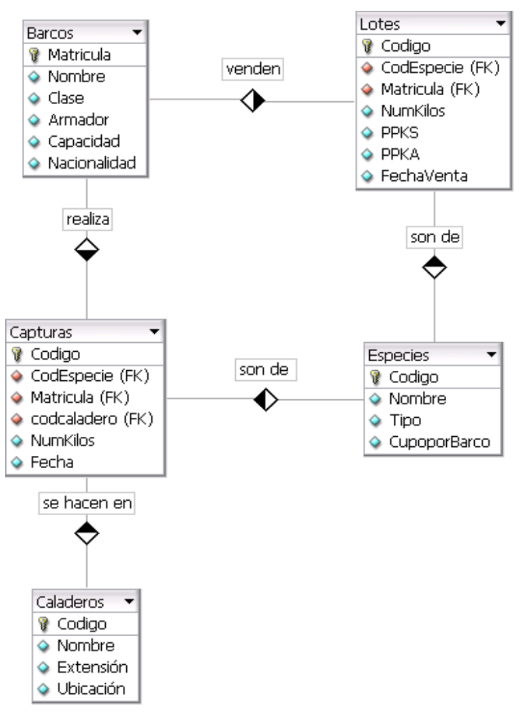 Barcos
Matricula
Nombre
Clase
Armador
Capacidad
Nacionalidad
venden
Lotes
Codigo
CodEspecie (FK)
Matricula (FK)
NumKilos
PPKS
PPKA
FechaVenta
realiza
son de
Capturas
Codigo
CodEspecie (FK)
Matricula (FK)
codcaladero (FK)
NumKilos
Fecha
son de
Especies
Codigo
Nombre
Tipo
CupoporBarco
se hacen en
Caladeros
Codigo
Nombre
Extensión
Ubicación